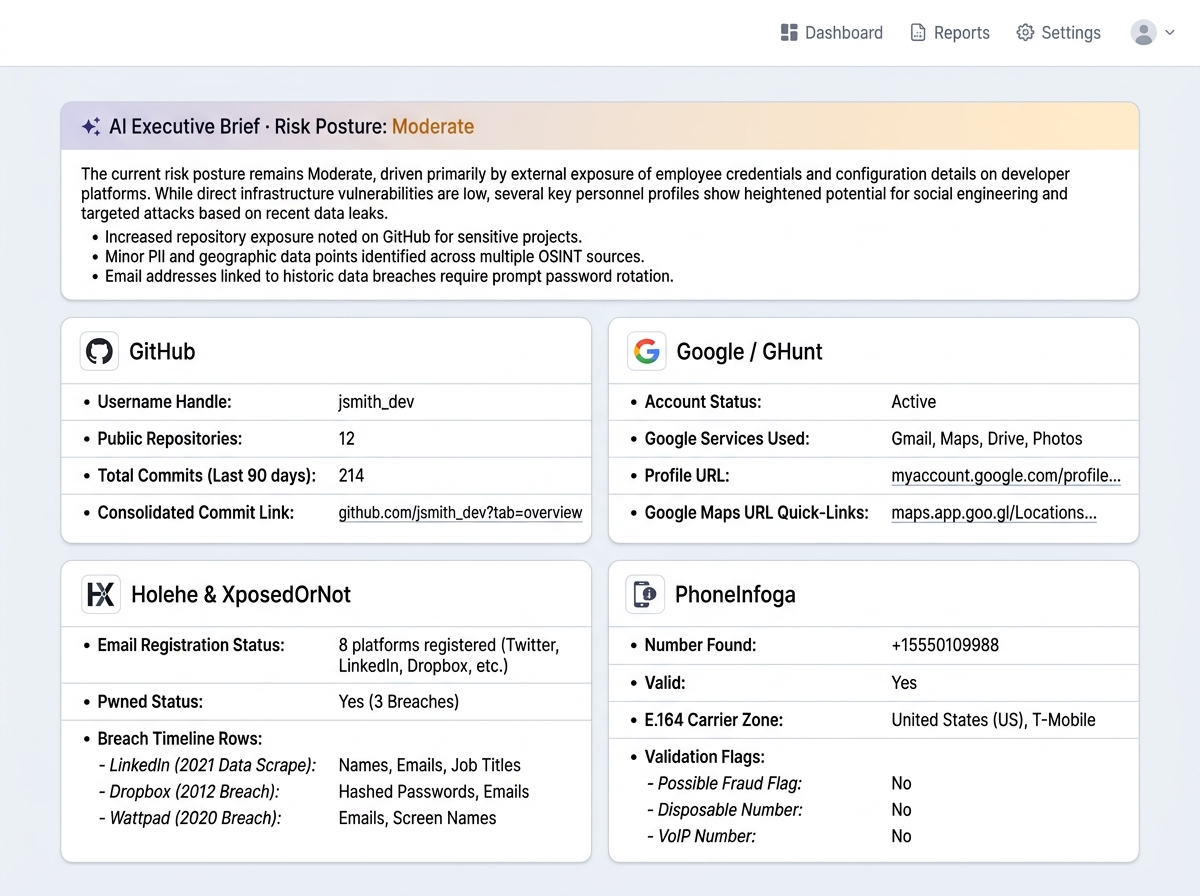 Dashboard Reports Settings
AI Executive Brief · Risk Posture: Moderate
The current risk posture remains Moderate, driven primarily by external exposure of employee credentials and configuration details on developer
platforms. While direct infrastructure vulnerabilities are low, several key personnel profiles show heightened potential for social engineering and
targeted attacks based on recent data leaks.
• Increased repository exposure noted on GitHub for sensitive projects.
• Minor PII and geographic data points identified across multiple OSINT sources.
• Email addresses linked to historic data breaches require prompt password rotation.
GitHub
• Username Handle: jsmith_dev
• Public Repositories: 12
• Total Commits (Last 90 days): 214
• Consolidated Commit Link: github.com/jsmith_dev?tab=overview
Google / GHunt
• Account Status: Active
• Google Services Used: Gmail, Maps, Drive, Photos
• Profile URL: myaccount.google.com/profile...
• Google Maps URL Quick-Links: maps.app.goo.gl/Locations...
HX Holehe & XposedOrNot
• Email Registration Status: 8 platforms registered (Twitter,
LinkedIn, Dropbox, etc.)
• Pwned Status: Yes (3 Breaches)
• Breach Timeline Rows:
- LinkedIn (2021 Data Scrape): Names, Emails, Job Titles
- Dropbox (2012 Breach): Hashed Passwords, Emails
- Wattpad (2020 Breach): Emails, Screen Names
PhoneInfoga
• Number Found: +15550109988
• Valid: Yes
• E.164 Carrier Zone: United States (US), T-Mobile
• Validation Flags:
- Possible Fraud Flag: No
- Disposable Number: No
- VoIP Number: No